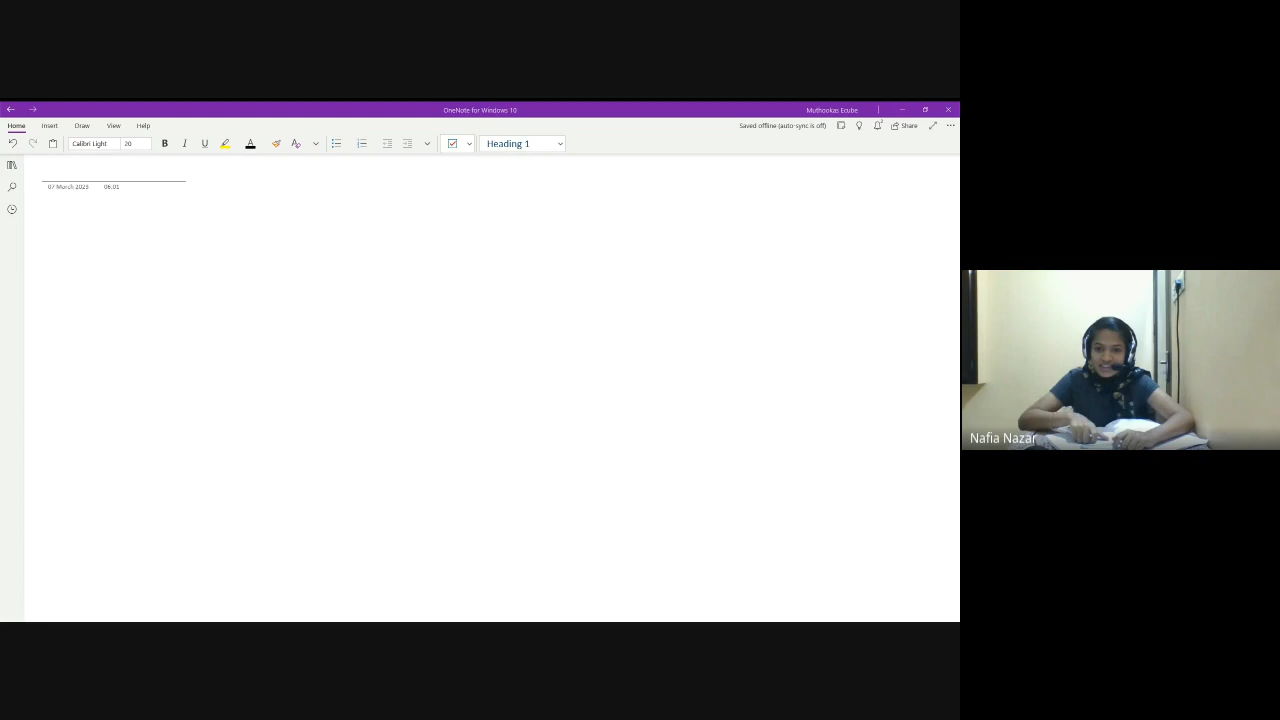 OneNote for Windows 10
Muthookas Ecube
Home Insert Draw View Help
Saved offline (auto-sync is off)
Share
Calibri Light 20 B I U A Heading 1
07 March 2023 06.01
Nafia Nazar